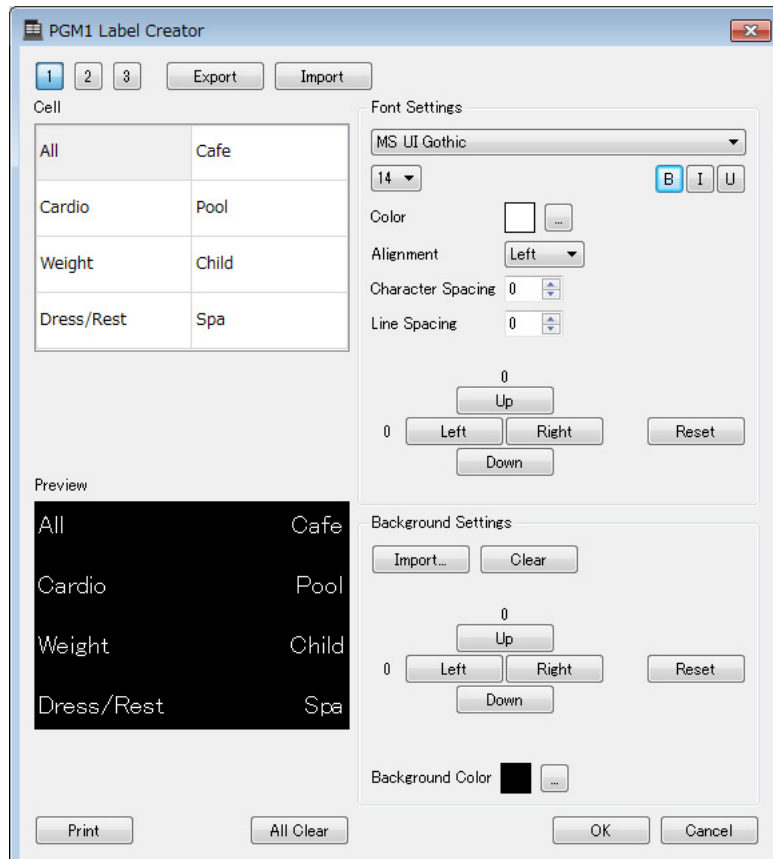 PGM1 Label Creator
1 2 3 Export Import
Cell
All Cafe
Cardio Pool
Weight Child
Dress/Rest Spa
Font Settings
MS UI Gothic
14 B I U
Color ...
Alignment Left
Character Spacing 0
Line Spacing 0
0
Up
0 Left Right Reset
Down
Preview
All Cafe
Cardio Pool
Weight Child
Dress/Rest Spa
Background Settings
Import... Clear
0
Up
0 Left Right Reset
Down
Background Color ...
Print All Clear OK Cancel